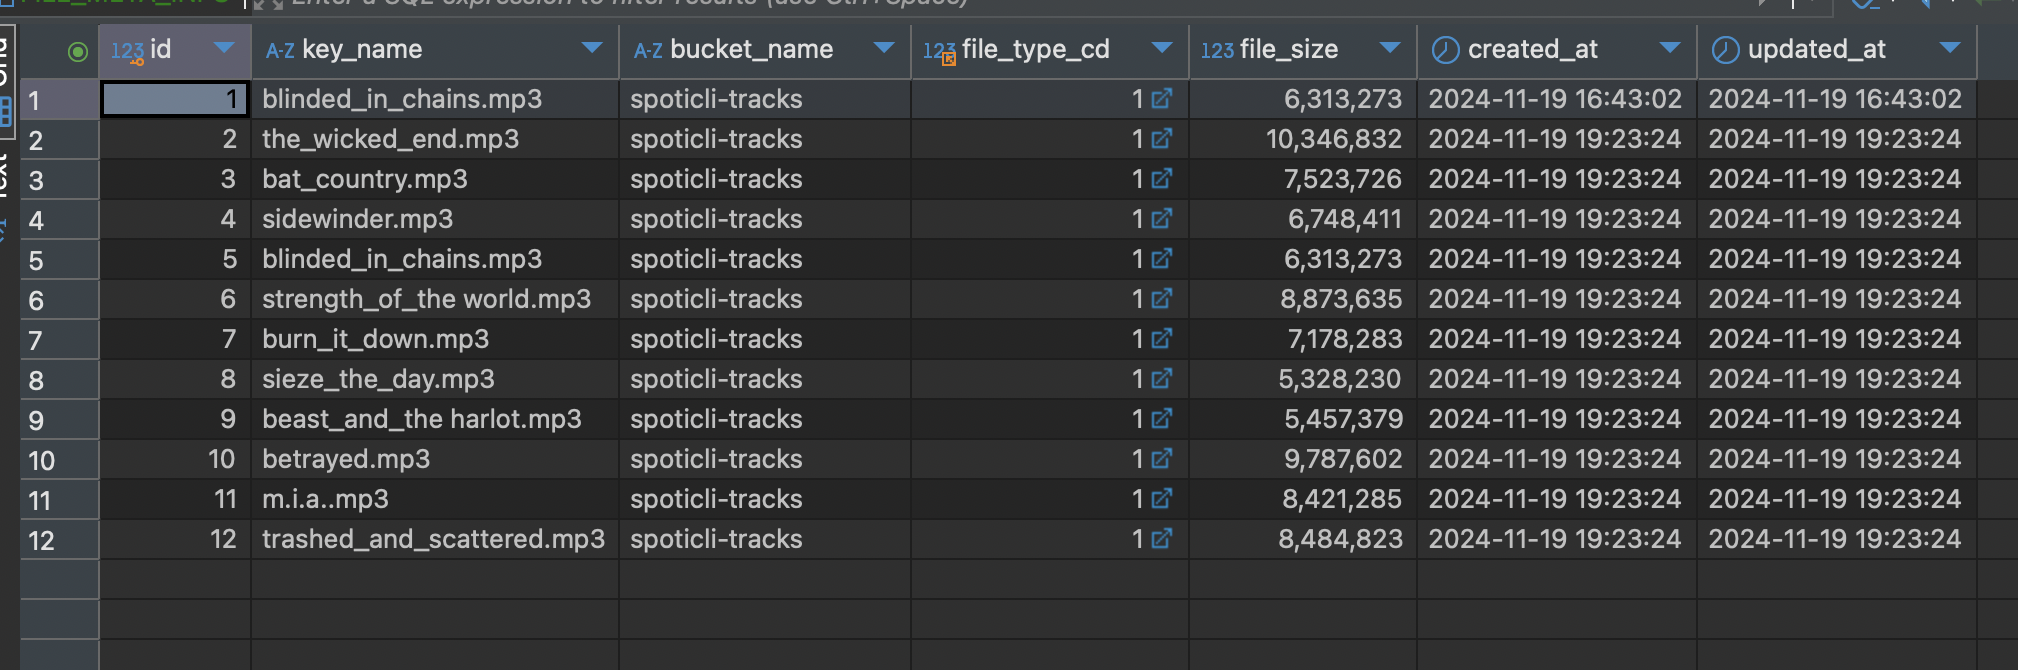 Enter a SQL expression to filter results (use Ctrl+Space)
123 id A-Z key_name A-Z bucket_name 123 file_type_cd 123 file_size created_at updated_at
1 1 blinded_in_chains.mp3 spoticli-tracks 1 6,313,273 2024-11-19 16:43:02 2024-11-19 16:43:02
2 2 the_wicked_end.mp3 spoticli-tracks 1 10,346,832 2024-11-19 19:23:24 2024-11-19 19:23:24
3 3 bat_country.mp3 spoticli-tracks 1 7,523,726 2024-11-19 19:23:24 2024-11-19 19:23:24
4 4 sidewinder.mp3 spoticli-tracks 1 6,748,411 2024-11-19 19:23:24 2024-11-19 19:23:24
5 5 blinded_in_chains.mp3 spoticli-tracks 1 6,313,273 2024-11-19 19:23:24 2024-11-19 19:23:24
6 6 strength_of_the world.mp3 spoticli-tracks 1 8,873,635 2024-11-19 19:23:24 2024-11-19 19:23:24
7 7 burn_it_down.mp3 spoticli-tracks 1 7,178,283 2024-11-19 19:23:24 2024-11-19 19:23:24
8 8 sieze_the_day.mp3 spoticli-tracks 1 5,328,230 2024-11-19 19:23:24 2024-11-19 19:23:24
9 9 beast_and_the harlot.mp3 spoticli-tracks 1 5,457,379 2024-11-19 19:23:24 2024-11-19 19:23:24
10 10 betrayed.mp3 spoticli-tracks 1 9,787,602 2024-11-19 19:23:24 2024-11-19 19:23:24
11 11 m.i.a..mp3 spoticli-tracks 1 8,421,285 2024-11-19 19:23:24 2024-11-19 19:23:24
12 12 trashed_and_scattered.mp3 spoticli-tracks 1 8,484,823 2024-11-19 19:23:24 2024-11-19 19:23:24